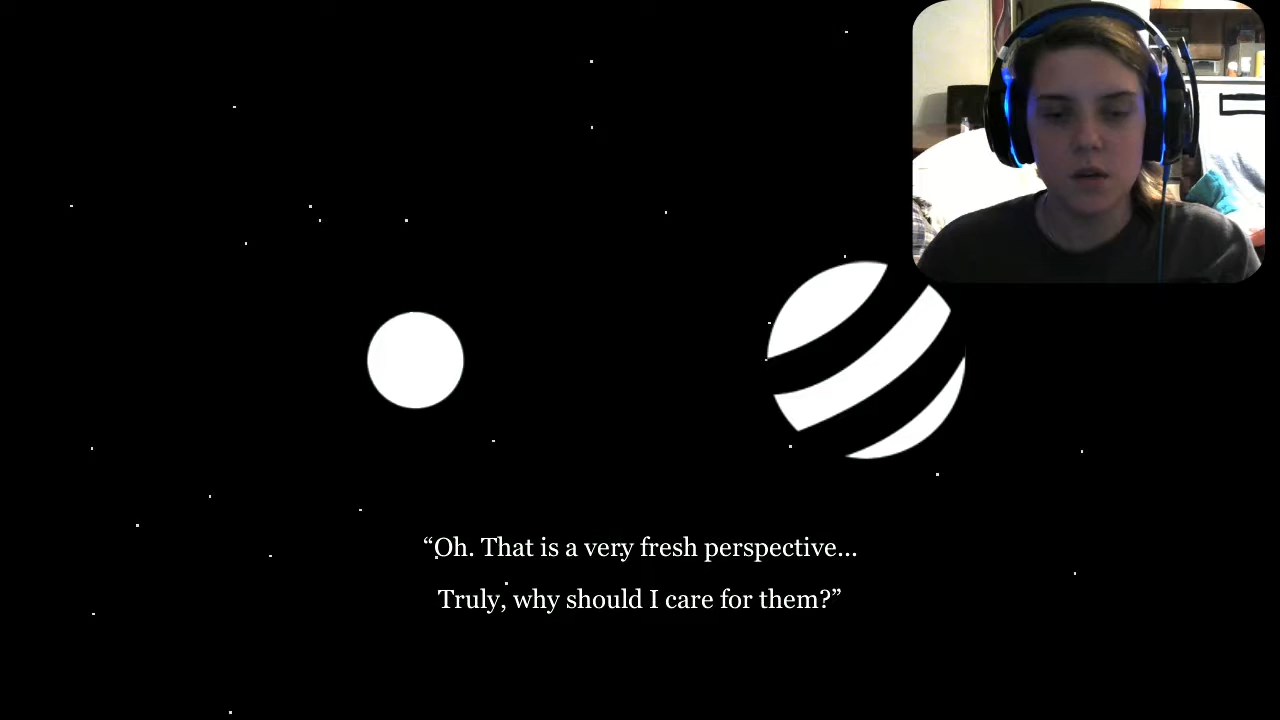 “Oh. That is a very fresh perspective...
Truly, why should I care for them?”